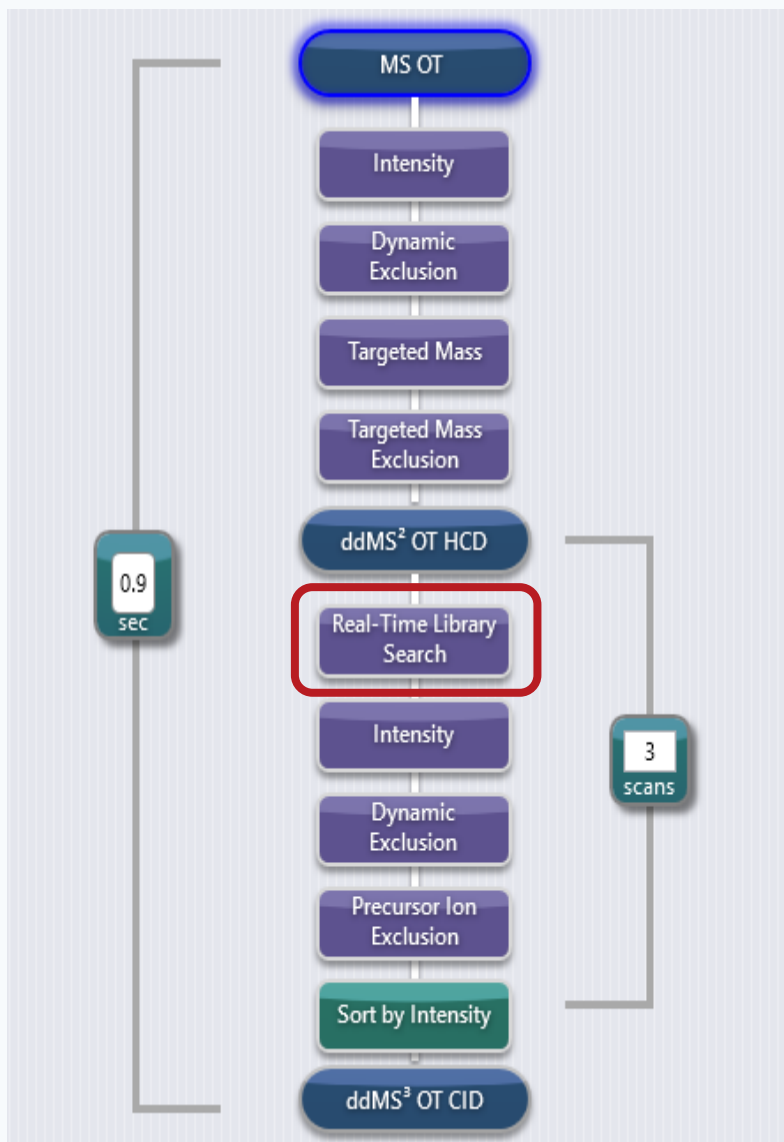 MS OT
Intensity
Dynamic
Exclusion
Targeted Mass
Targeted Mass
Exclusion
ddMS² OT HCD
0.9
sec
Real-Time Library
Search
Intensity
3
scans
Dynamic
Exclusion
Precursor Ion
Exclusion
Sort by Intensity
ddMS³ OT CID